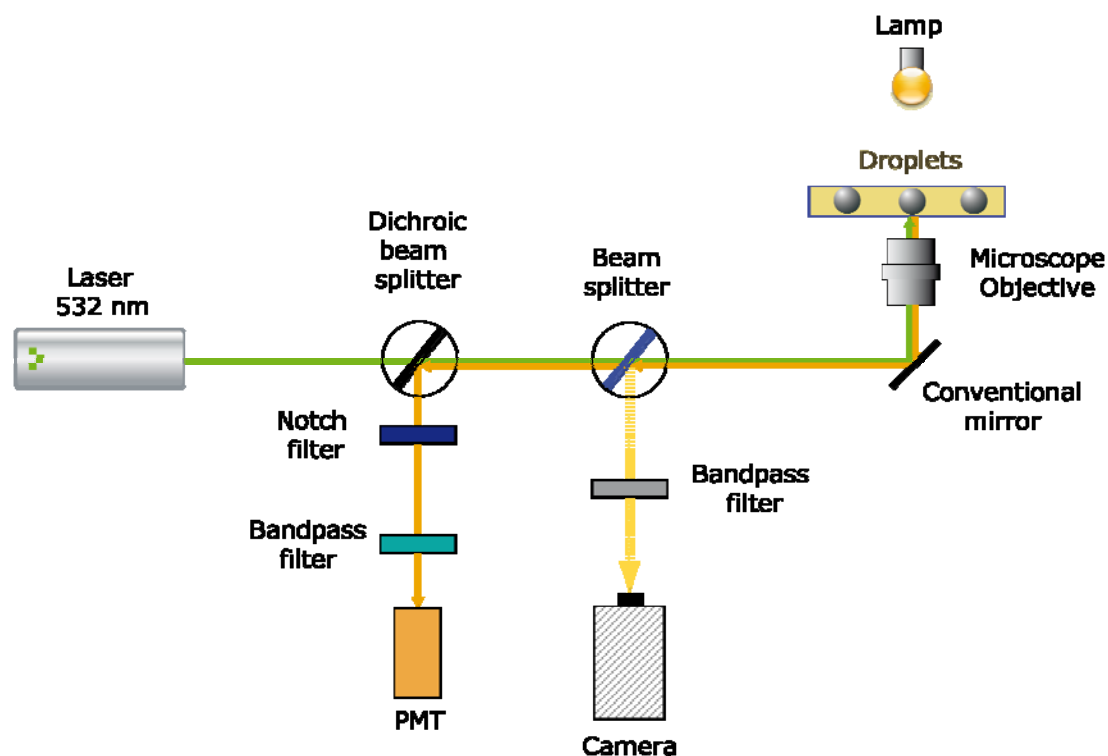 Lamp
Droplets
Dichroic
beam
splitter
Beam
splitter
Microscope
Objective
Laser
532 nm
Conventional
mirror
Notch
filter
Bandpass
filter
Bandpass
filter
PMT
Camera